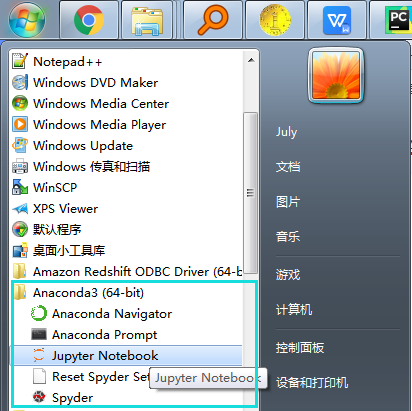 W
PC
Notepad++
Windows DVD Maker
Windows Media Center
Windows Media Player
Windows Update
Windows 传真和扫描
WinSCP
XPS Viewer
默认程序
桌面小工具库
Amazon Redshift ODBC Driver (64-b
Anaconda3 (64-bit)
Anaconda Navigator
Anaconda Prompt
Jupyter Notebook
Reset Spyder Set
Jupyter Notebook
Spyder
July
文档
图片
音乐
游戏
计算机
控制面板
设备和打印机